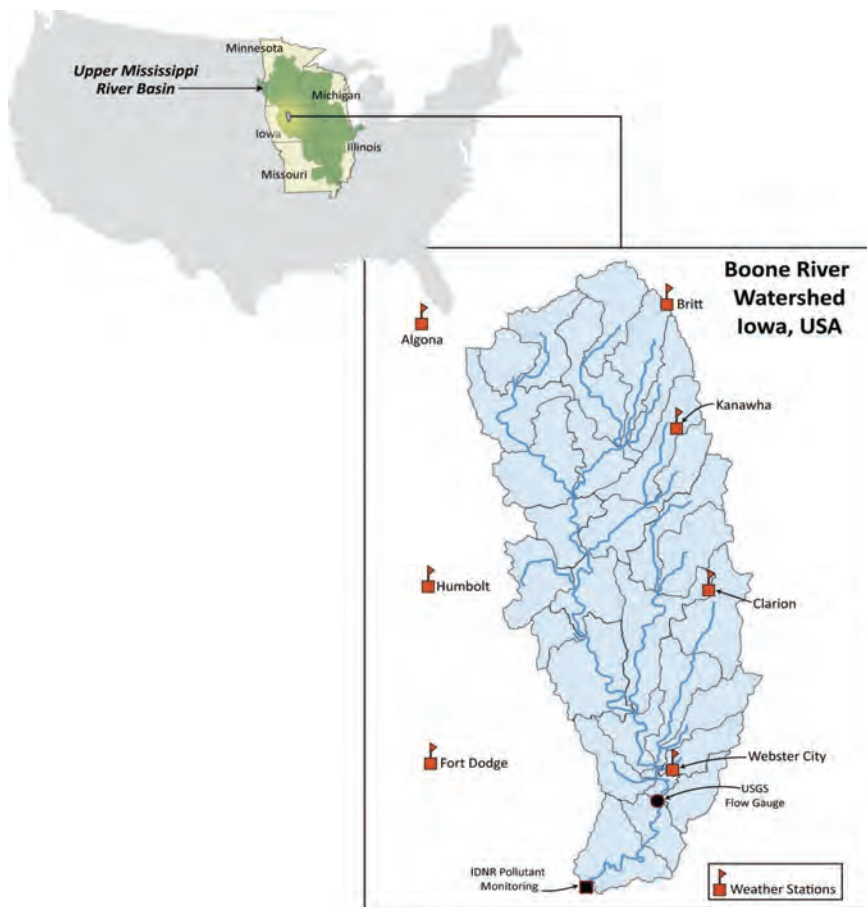 Minnesota
Upper Mississippi
River Basin
Michigan
Iowa
Illinois
Missouri
Boone River
Watershed
Iowa, USA
Britt
Algona
Kanawha
Humbolt
Clarion
Fort Dodge
Webster City
USGS
Flow Gauge
IDNR Pollutant
Monitoring
Weather Stations